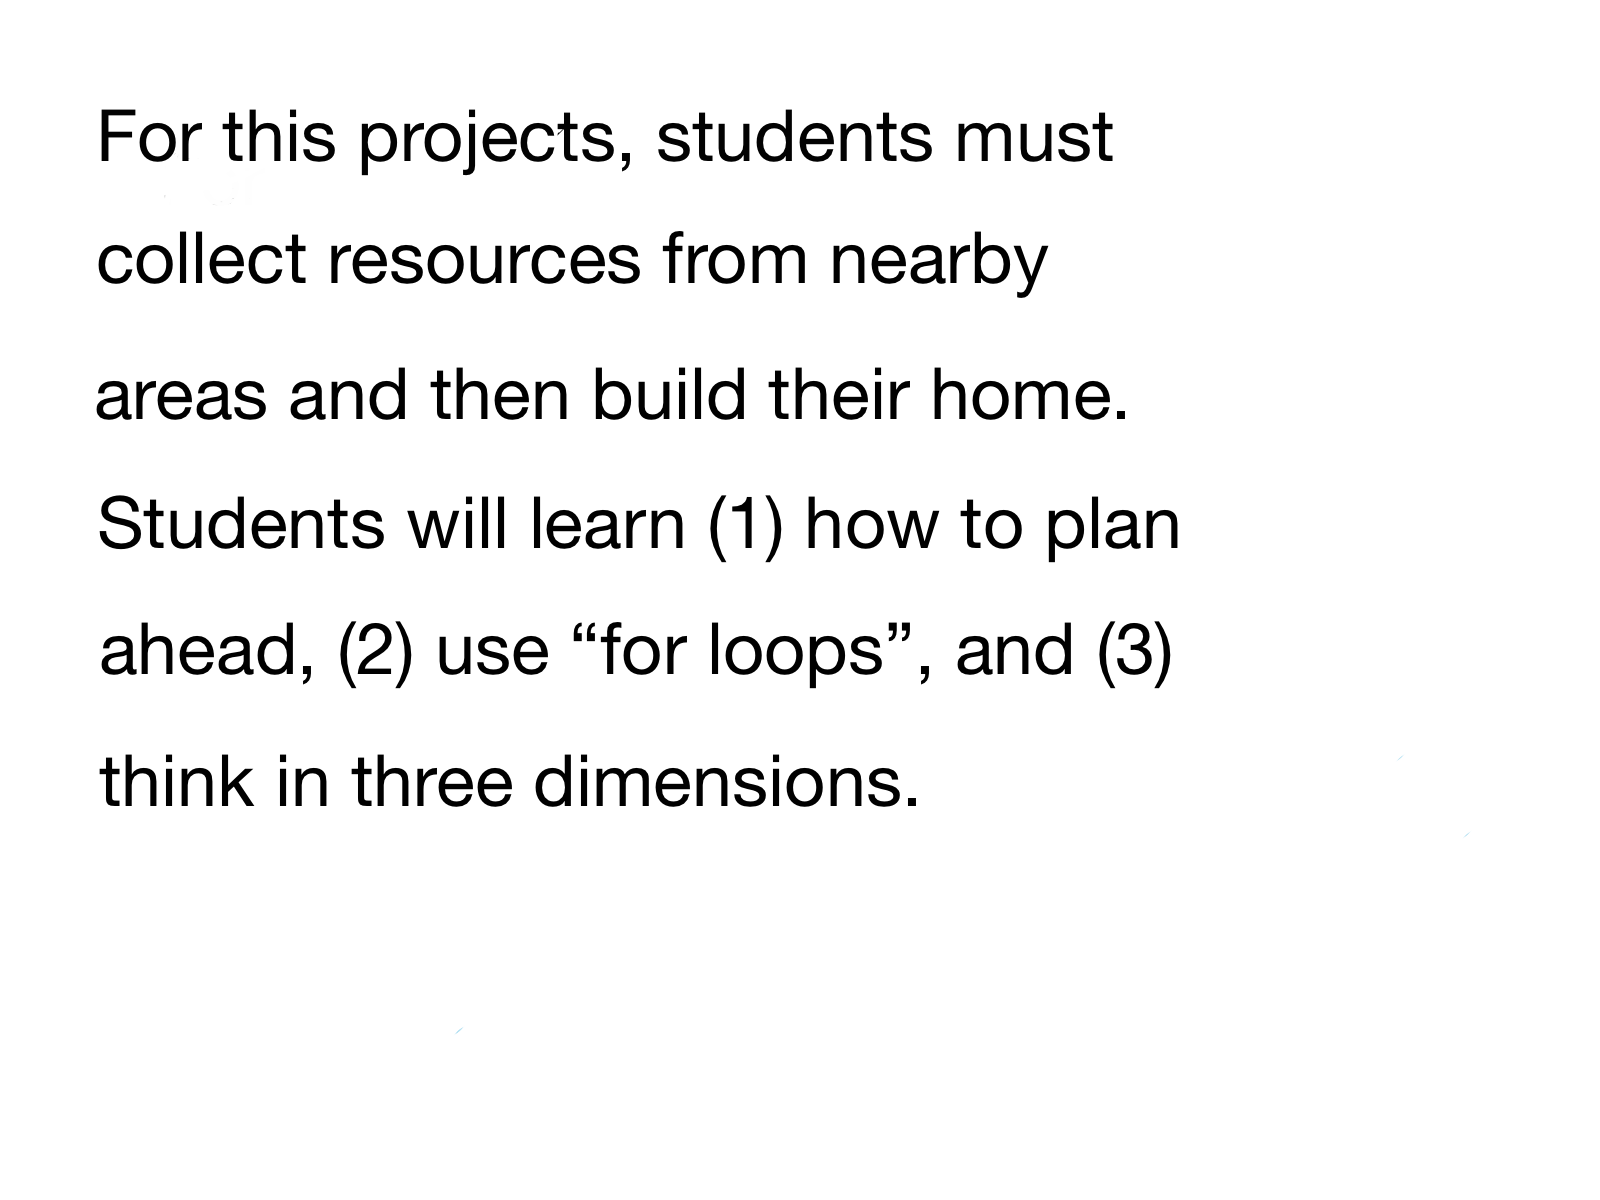 For this projects, students must
collect resources from nearby
areas and then build their home.
Students will learn (1) how to plan
ahead, (2) use “for loops”, and (3)
think in three dimensions.